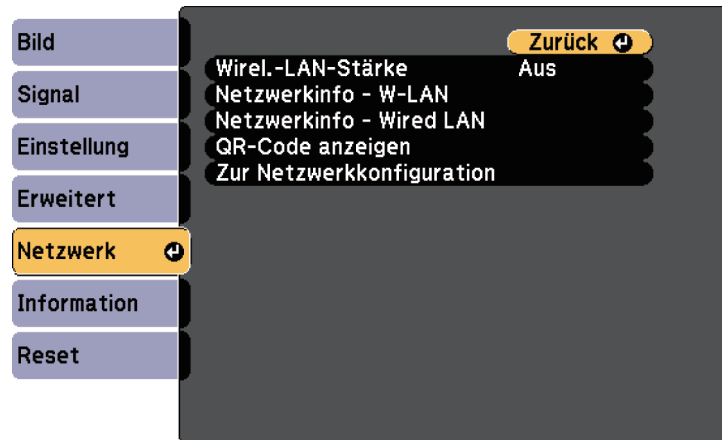 Bild
Signal
Einstellung
Erweitert
Netzwerk
Information
Reset
Zurück
Wirel.-LAN-Stärke Aus
Netzwerkinfo - W-LAN
Netzwerkinfo - Wired LAN
QR-Code anzeigen
Zur Netzwerkkonfiguration